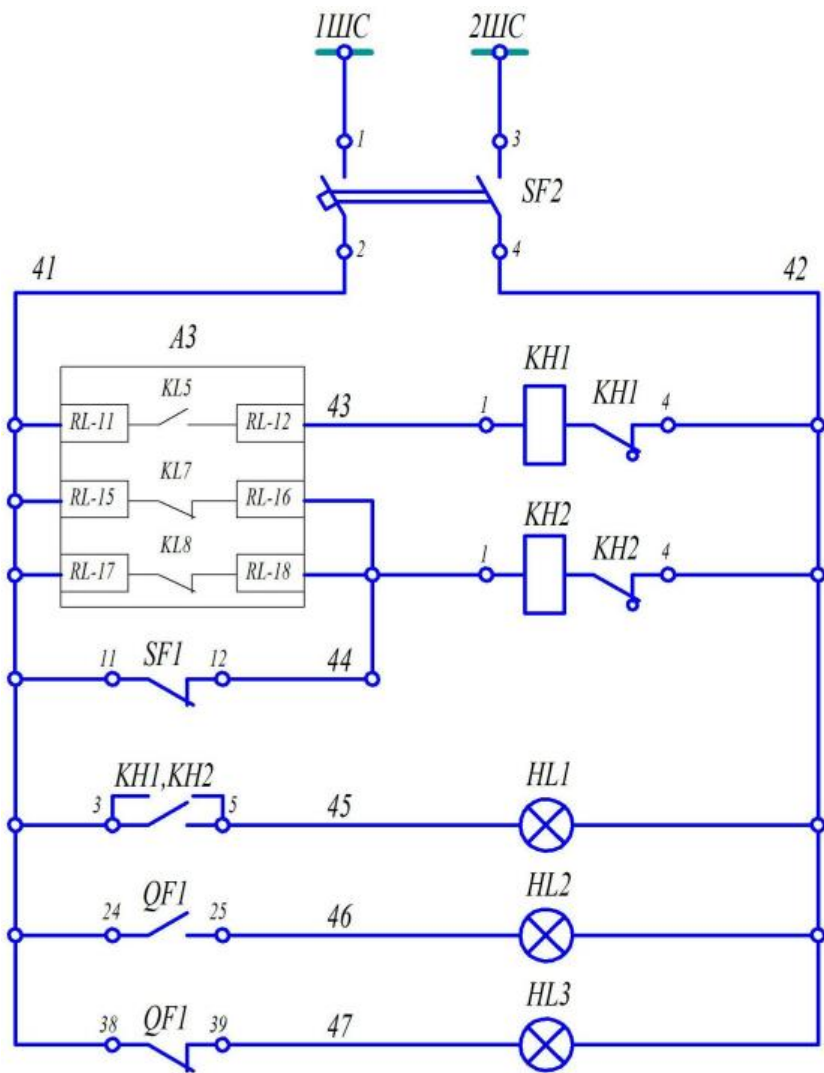 1ШС 2ШС
1 3
SF2
2 4
41 42
A3
KL5 KH1
RL-11 RL-12 43 1 KH1 4
KL7
RL-15 RL-16
KL8 KH2
RL-17 RL-18 1 KH2 4
11 SF1 12 44
KH1,KH2 HL1
3 5 45
QF1 HL2
24 25 46
QF1 HL3
38 39 47